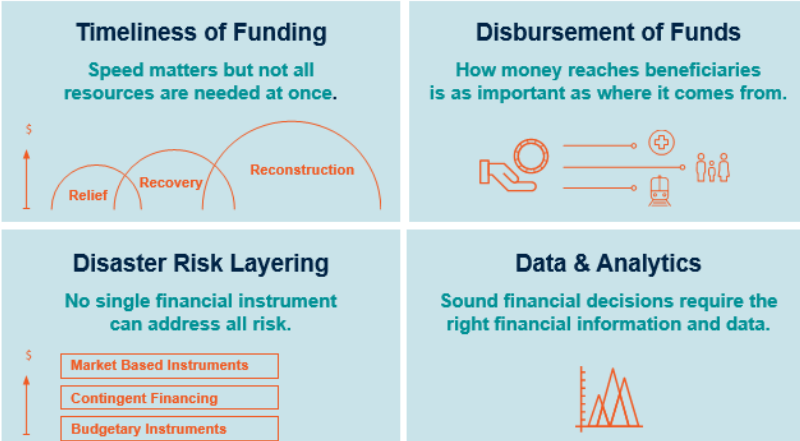 Timeliness of Funding
Speed matters but not all
resources are needed at once.
$
Relief
Recovery
Reconstruction
Disbursement of Funds
How money reaches beneficiaries
is as important as where it comes from.
Disaster Risk Layering
No single financial instrument
can address all risk.
$
Market Based Instruments
Contingent Financing
Budgetary Instruments
Data & Analytics
Sound financial decisions require the
right financial information and data.